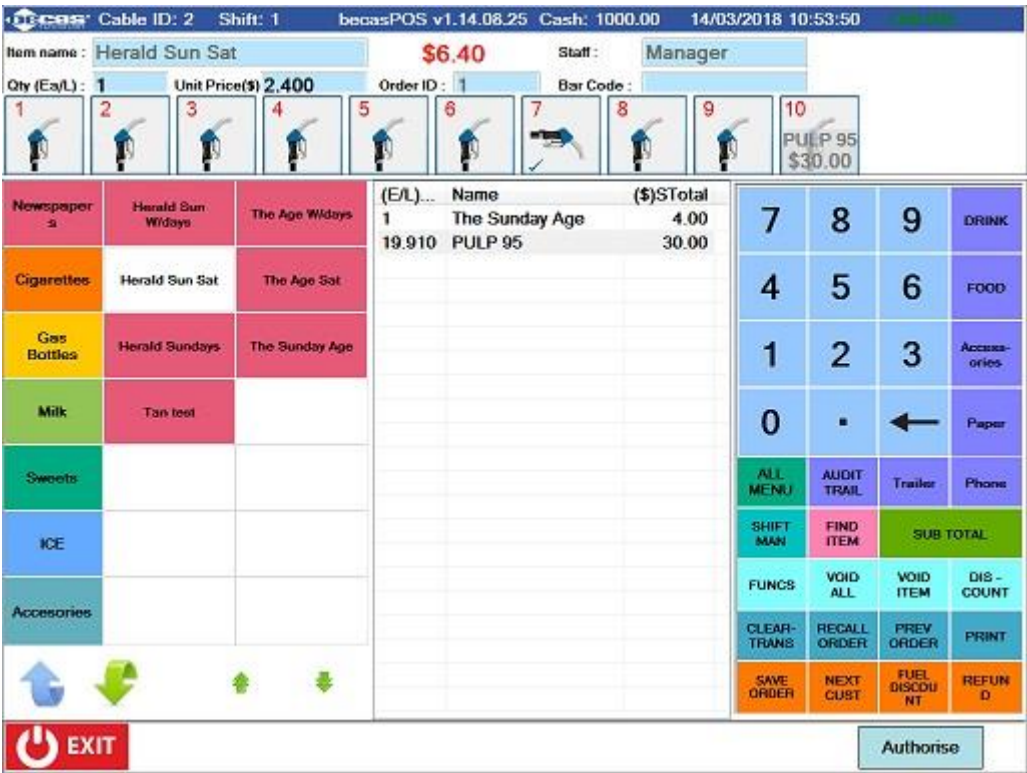 becas Cable ID: 2 Shift: 1 becasPOS v1.14.08.25 Cash: 1000.00 14/03/2018 10:53:50
Item name : Herald Sun Sat $6.40 Staff : Manager
Qty (Ea/L) : 1 Unit Price($) 2.400 Order ID : 1 Bar Code :
1 2 3 4 5 6 7 8 9 10
PULP 95
$30.00
Newspaper
s
Herald Sun
W/days
The Age W/days
Cigarettes
Herald Sun Sat
The Age Sat
Gas
Bottles
Herald Sundays
The Sunday Age
Milk
Tan test
Sweets
ICE
Accesories
(E/L)... Name ($)STotal
1 The Sunday Age 4.00
19.910 PULP 95 30.00
7 8 9 DRINK
4 5 6 FOOD
1 2 3 Access-
ories
0 . Paper
ALL
MENU
AUDIT
TRAIL
Trailer
Phone
SHIFT
MAN
FIND
ITEM
SUB TOTAL
FUNCS
VOID
ALL
VOID
ITEM
DIS -
COUNT
CLEAR-
TRANS
RECALL
ORDER
PREV
ORDER
PRINT
SAVE
ORDER
NEXT
CUST
FUEL
DISCOU
NT
REFUN
D
EXIT
Authorise